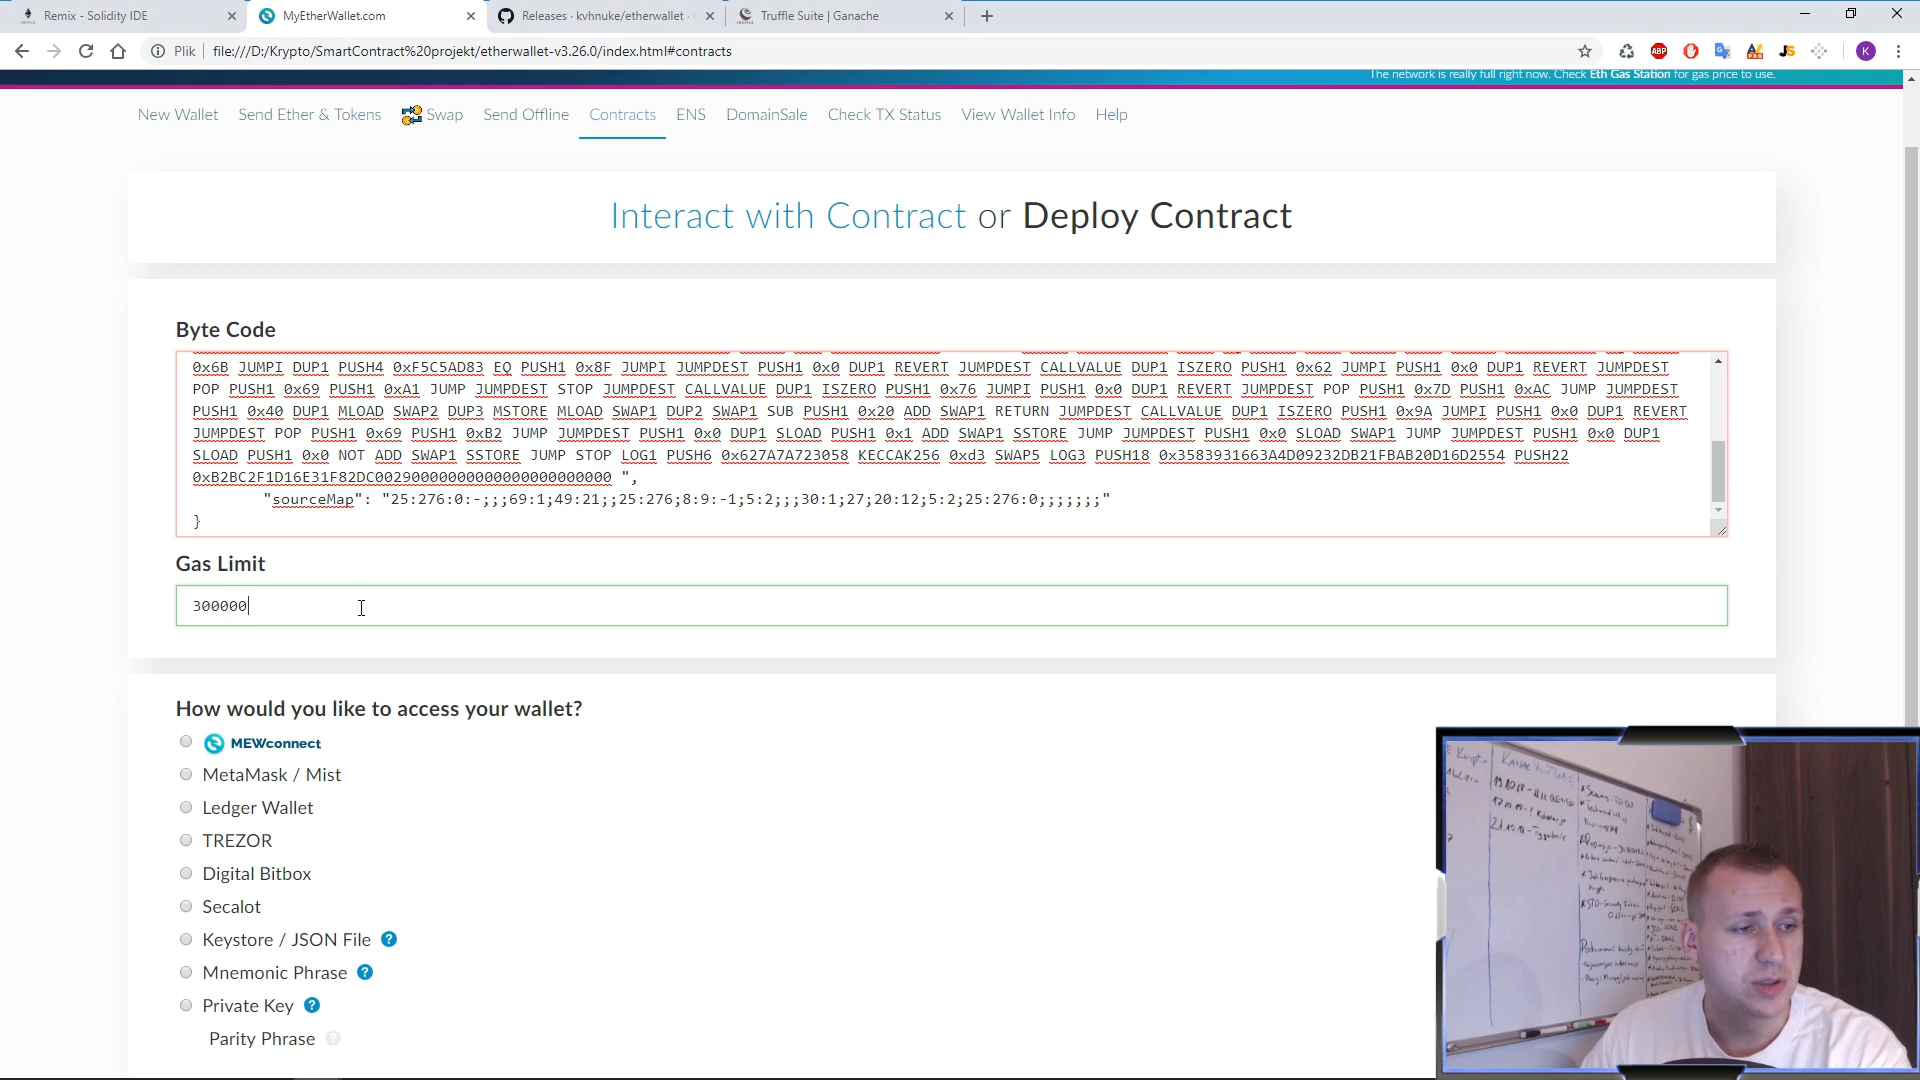 Remix - Solidity IDE
MyEtherWallet.com
Releases · kvhnuke/etherwallet ·
Truffle Suite | Ganache
Plik
file:///D:/Krypto/SmartContract%20projekt/etherwallet-v3.26.0/index.html#contracts
The network is really full right now. Check Eth Gas Station for gas price to use.
New Wallet
Send Ether & Tokens
Swap
Send Offline
Contracts
ENS
DomainSale
Check TX Status
View Wallet Info
Help
Interact with Contract or Deploy Contract
Byte Code
0x6B JUMPI DUP1 PUSH4 0xF5C5AD83 EQ PUSH1 0x8F JUMPI JUMPDEST PUSH1 0x0 DUP1 REVERT JUMPDEST CALLVALUE DUP1 ISZERO PUSH1 0x62 JUMPI PUSH1 0x0 DUP1 REVERT JUMPDEST
POP PUSH1 0x69 PUSH1 0xA1 JUMP JUMPDEST STOP JUMPDEST CALLVALUE DUP1 ISZERO PUSH1 0x76 JUMPI PUSH1 0x0 DUP1 REVERT JUMPDEST POP PUSH1 0x7D PUSH1 0xAC JUMP JUMPDEST
PUSH1 0x40 DUP1 MLOAD SWAP2 DUP3 MSTORE MLOAD SWAP1 DUP2 SWAP1 SUB PUSH1 0x20 ADD SWAP1 RETURN JUMPDEST CALLVALUE DUP1 ISZERO PUSH1 0x9A JUMPI PUSH1 0x0 DUP1 REVERT
JUMPDEST POP PUSH1 0x69 PUSH1 0xB2 JUMP JUMPDEST PUSH1 0x0 DUP1 SLOAD PUSH1 0x1 ADD SWAP1 SSTORE JUMP JUMPDEST PUSH1 0x0 SLOAD SWAP1 JUMP JUMPDEST PUSH1 0x0 DUP1
SLOAD PUSH1 0x0 NOT ADD SWAP1 SSTORE JUMP STOP LOG1 PUSH6 0x627A7A723058 KECCAK256 0xd3 SWAP5 LOG3 PUSH18 0x3583931663A4D09232DB21FBAB20D16D2554 PUSH22
0xB2BC2F1D16E31F82DC00290000000000000000000000 ",
"sourceMap": "25:276:0:-;;;69:1;49:21;;25:276;8:9:-1;5:2;;;30:1;27;20:12;5:2;25:276:0;;;;;;;"
}
Gas Limit
300000
How would you like to access your wallet?
MEWconnect
MetaMask / Mist
Ledger Wallet
TREZOR
Digital Bitbox
Secalot
Keystore / JSON File ?
Mnemonic Phrase ?
Private Key ?
Parity Phrase ?
ABP
JS
K